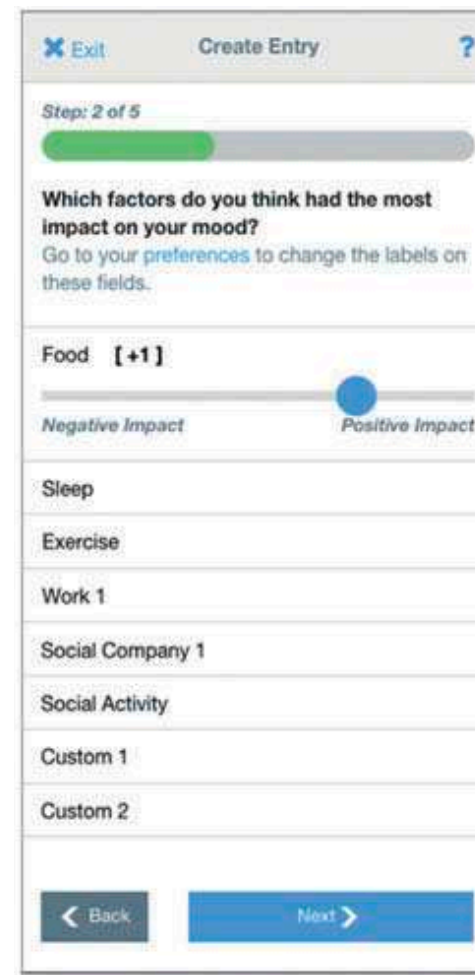 ✖ Exit Create Entry ?
Step: 2 of 5
Which factors do you think had the most
impact on your mood?
Go to your preferences to change the labels on
these fields.
Food [ +1 ]
Negative Impact Positive Impact
Sleep
Exercise
Work 1
Social Company 1
Social Activity
Custom 1
Custom 2
❮ Back Next ❯